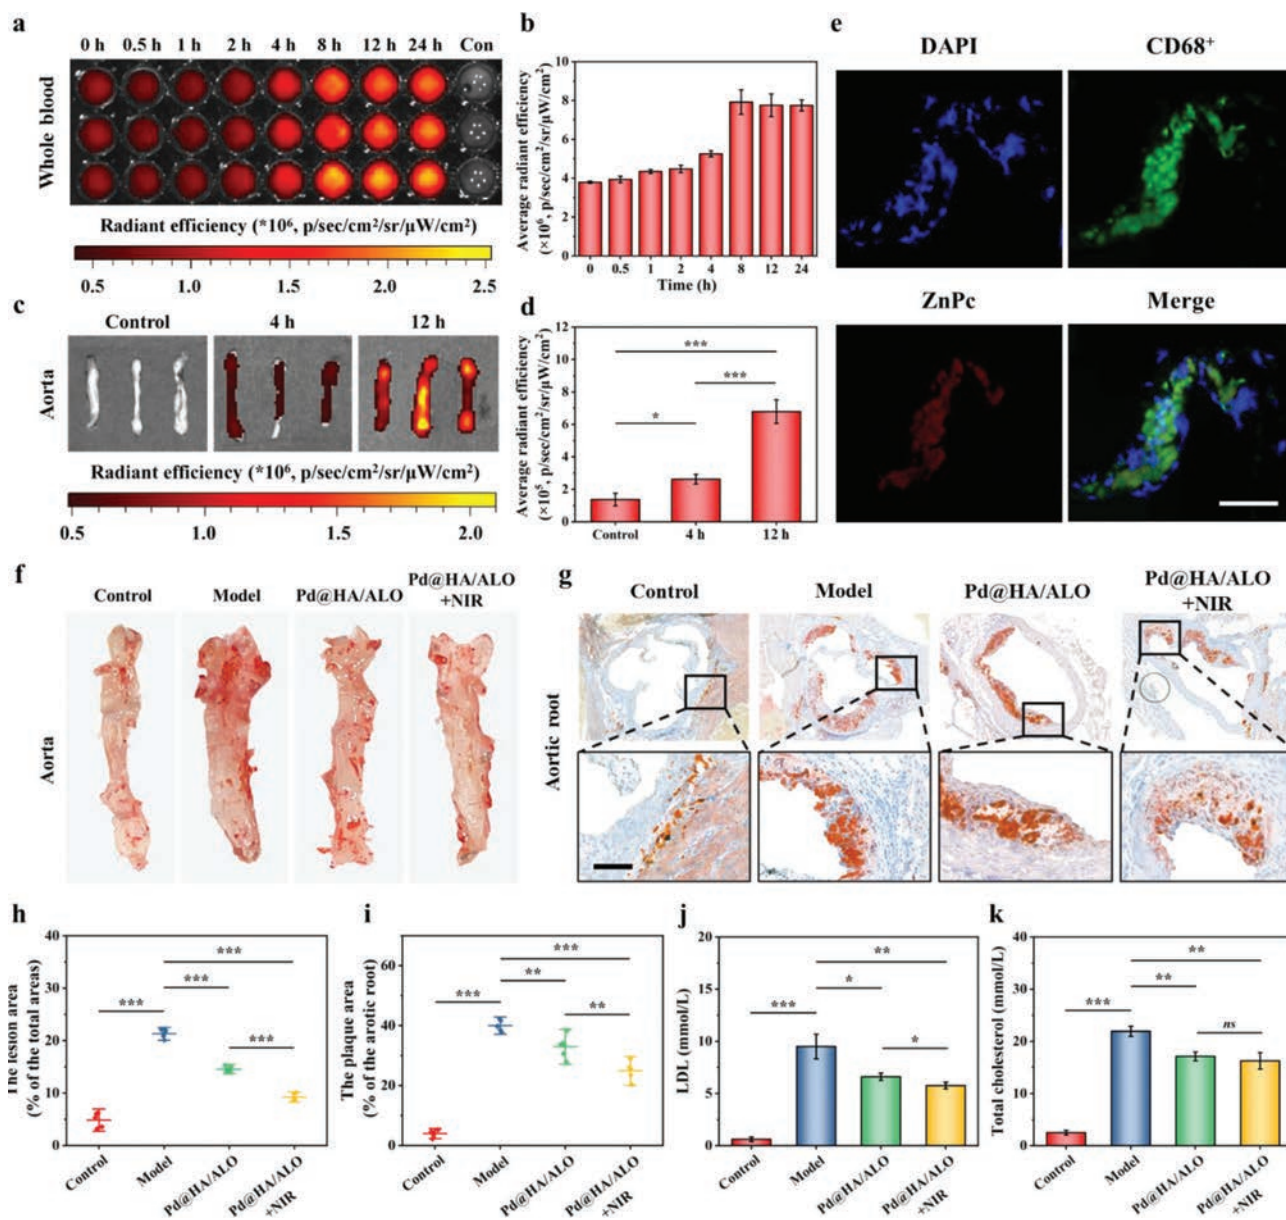 a
0 h 0.5 h 1 h 2 h 4 h 8 h 12 h 24 h Con
Whole blood
Radiant efficiency (*10⁶, p/sec/cm²/sr/μW/cm²)
0.5 1.0 1.5 2.0 2.5
b
Average radiant efficiency
(×10⁶, p/sec/cm²/sr/μW/cm²)
10
8
6
4
2
0
0 0.5 1 2 4 8 12 24
Time (h)
c
Control 4 h 12 h
Aorta
Radiant efficiency (*10⁶, p/sec/cm²/sr/μW/cm²)
0.5 1.0 1.5 2.0
d
Average radiant efficiency
(×10⁵, p/sec/cm²/sr/μW/cm²)
12
10
8
6
4
2
0
***
***
*
Control 4 h 12 h
e
DAPI CD68⁺
ZnPc Merge
f
Control Model Pd@HA/ALO Pd@HA/ALO
+NIR
Aorta
g
Control Model Pd@HA/ALO Pd@HA/ALO
+NIR
Aortic root
h
The lesion area
(% of the total areas)
40
30
20
10
0
***
***
***
***
Control Model Pd@HA/ALO Pd@HA/ALO
+NIR
i
The plaque area
(% of the arotic root)
60
40
20
0
***
**
***
**
Control Model Pd@HA/ALO Pd@HA/ALO
+NIR
j
LDL (mmol/L)
20
15
10
5
0
**
*
***
*
Control Model Pd@HA/ALO Pd@HA/ALO
+NIR
k
Total cholesterol (mmol/L)
40
30
20
10
0
**
**
***
ns
Control Model Pd@HA/ALO Pd@HA/ALO
+NIR